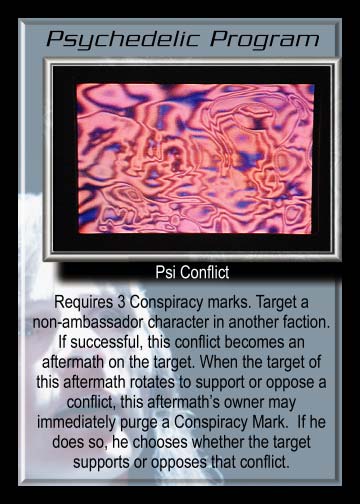 Psychedelic Program
Psi Conflict
Requires 3 Conspiracy marks. Target a
non-ambassador character in another faction.
If successful, this conflict becomes an
aftermath on the target. When the target of
this aftermath rotates to support or oppose a
conflict, this aftermath's owner may
immediately purge a Conspiracy Mark. If he
does so, he chooses whether the target
supports or opposes that conflict.